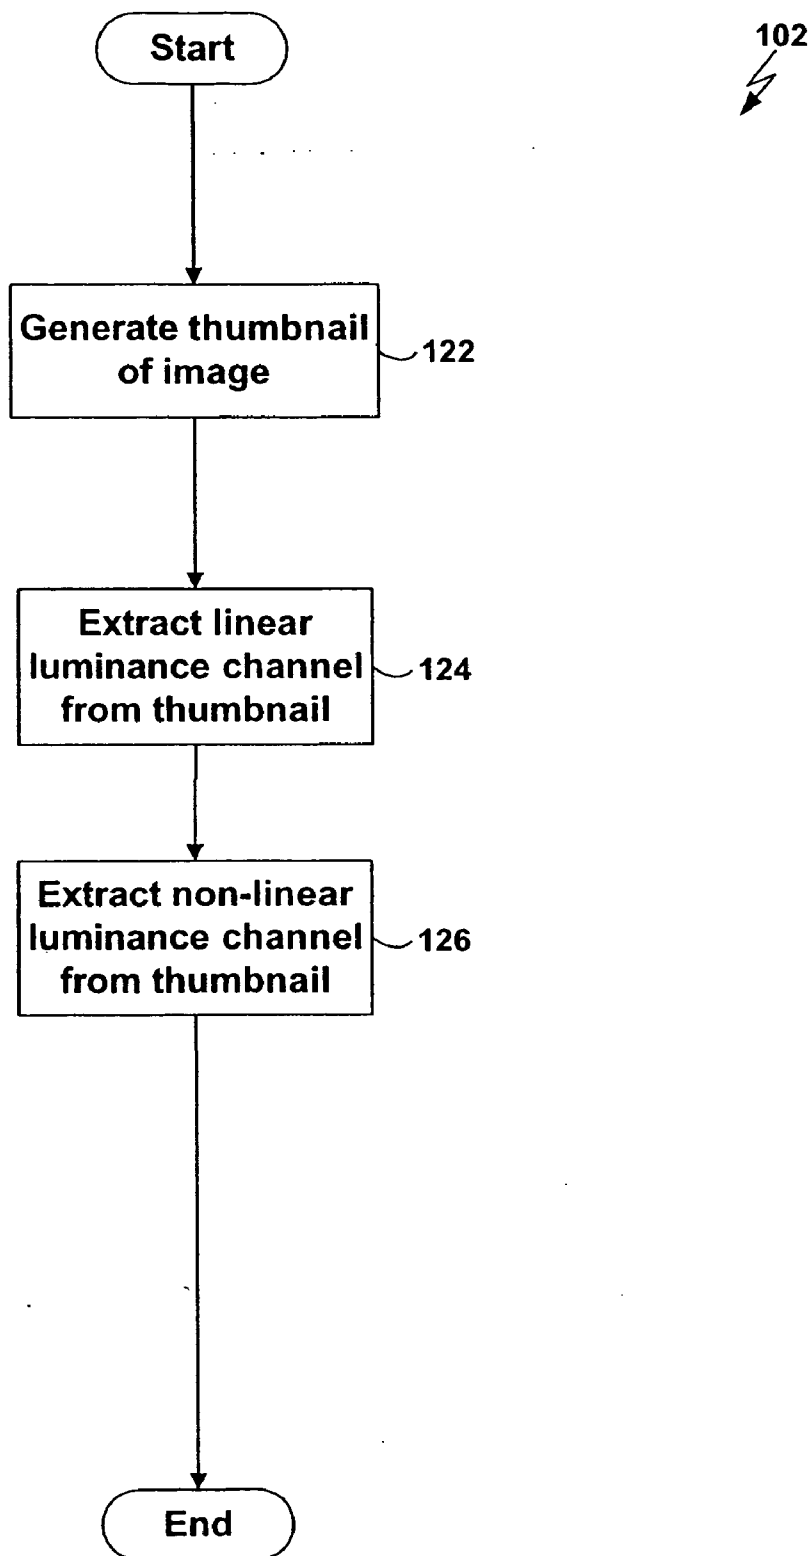 Start
102
Generate thumbnail
of image
122
Extract linear
luminance channel
from thumbnail
124
Extract non-linear
luminance channel
from thumbnail
126
End